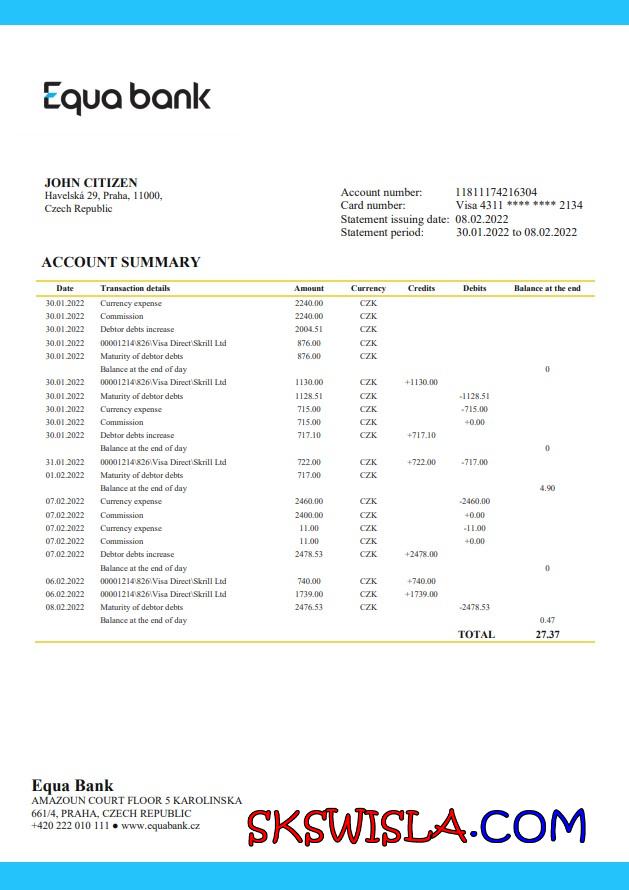 Equa bank
JOHN CITIZEN
Havelská 29, Praha, 11000,
Czech Republic
Account number: 11811174216304
Card number: Visa 4311 **** **** 2134
Statement issuing date: 08.02.2022
Statement period: 30.01.2022 to 08.02.2022
ACCOUNT SUMMARY
Date Transaction details Amount Currency Credits Debits Balance at the end
30.01.2022 Currency expense 2240.00 CZK
30.01.2022 Commission 2240.00 CZK
30.01.2022 Debtor debts increase 2004.51 CZK
30.01.2022 00001214\826\Visa Direct\Skrill Ltd 876.00 CZK
30.01.2022 Maturity of debtor debts 876.00 CZK
Balance at the end of day 0
30.01.2022 00001214\826\Visa Direct\Skrill Ltd 1130.00 CZK +1130.00
30.01.2022 Maturity of debtor debts 1128.51 CZK -1128.51
30.01.2022 Currency expense 715.00 CZK -715.00
30.01.2022 Commission 715.00 CZK +0.00
30.01.2022 Debtor debts increase 717.10 CZK +717.10
Balance at the end of day 0
31.01.2022 00001214\826\Visa Direct\Skrill Ltd 722.00 CZK +722.00 -717.00
01.02.2022 Maturity of debtor debts 717.00 CZK
Balance at the end of day 4.90
07.02.2022 Currency expense 2460.00 CZK -2460.00
07.02.2022 Commission 2400.00 CZK +0.00
07.02.2022 Currency expense 11.00 CZK -11.00
07.02.2022 Commission 11.00 CZK +0.00
07.02.2022 Debtor debts increase 2478.53 CZK +2478.00
Balance at the end of day 0
06.02.2022 00001214\826\Visa Direct\Skrill Ltd 740.00 CZK +740.00
06.02.2022 00001214\826\Visa Direct\Skrill Ltd 1739.00 CZK +1739.00
08.02.2022 Maturity of debtor debts 2476.53 CZK -2478.53
Balance at the end of day 0.47
TOTAL 27.37
Equa Bank
AMAZOUN COURT FLOOR 5 KAROLINSKA
661/4, PRAHA, CZECH REPUBLIC
+420 222 010 111 ● www.equabank.cz
SKSWISLA.COM